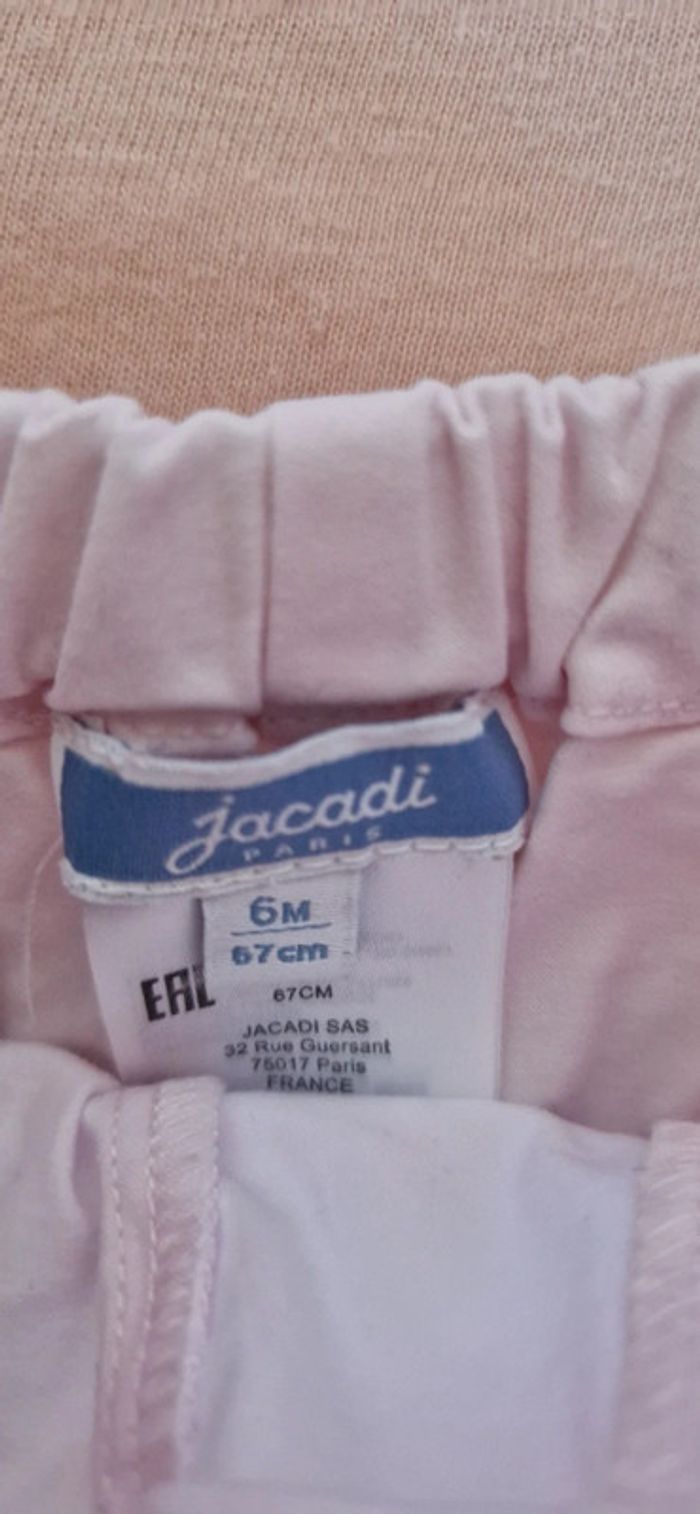 jacadi
PARIS
6M
67cm
EAC
67CM
JACADI SAS
32 Rue Guersant
75017 Paris
FRANCE